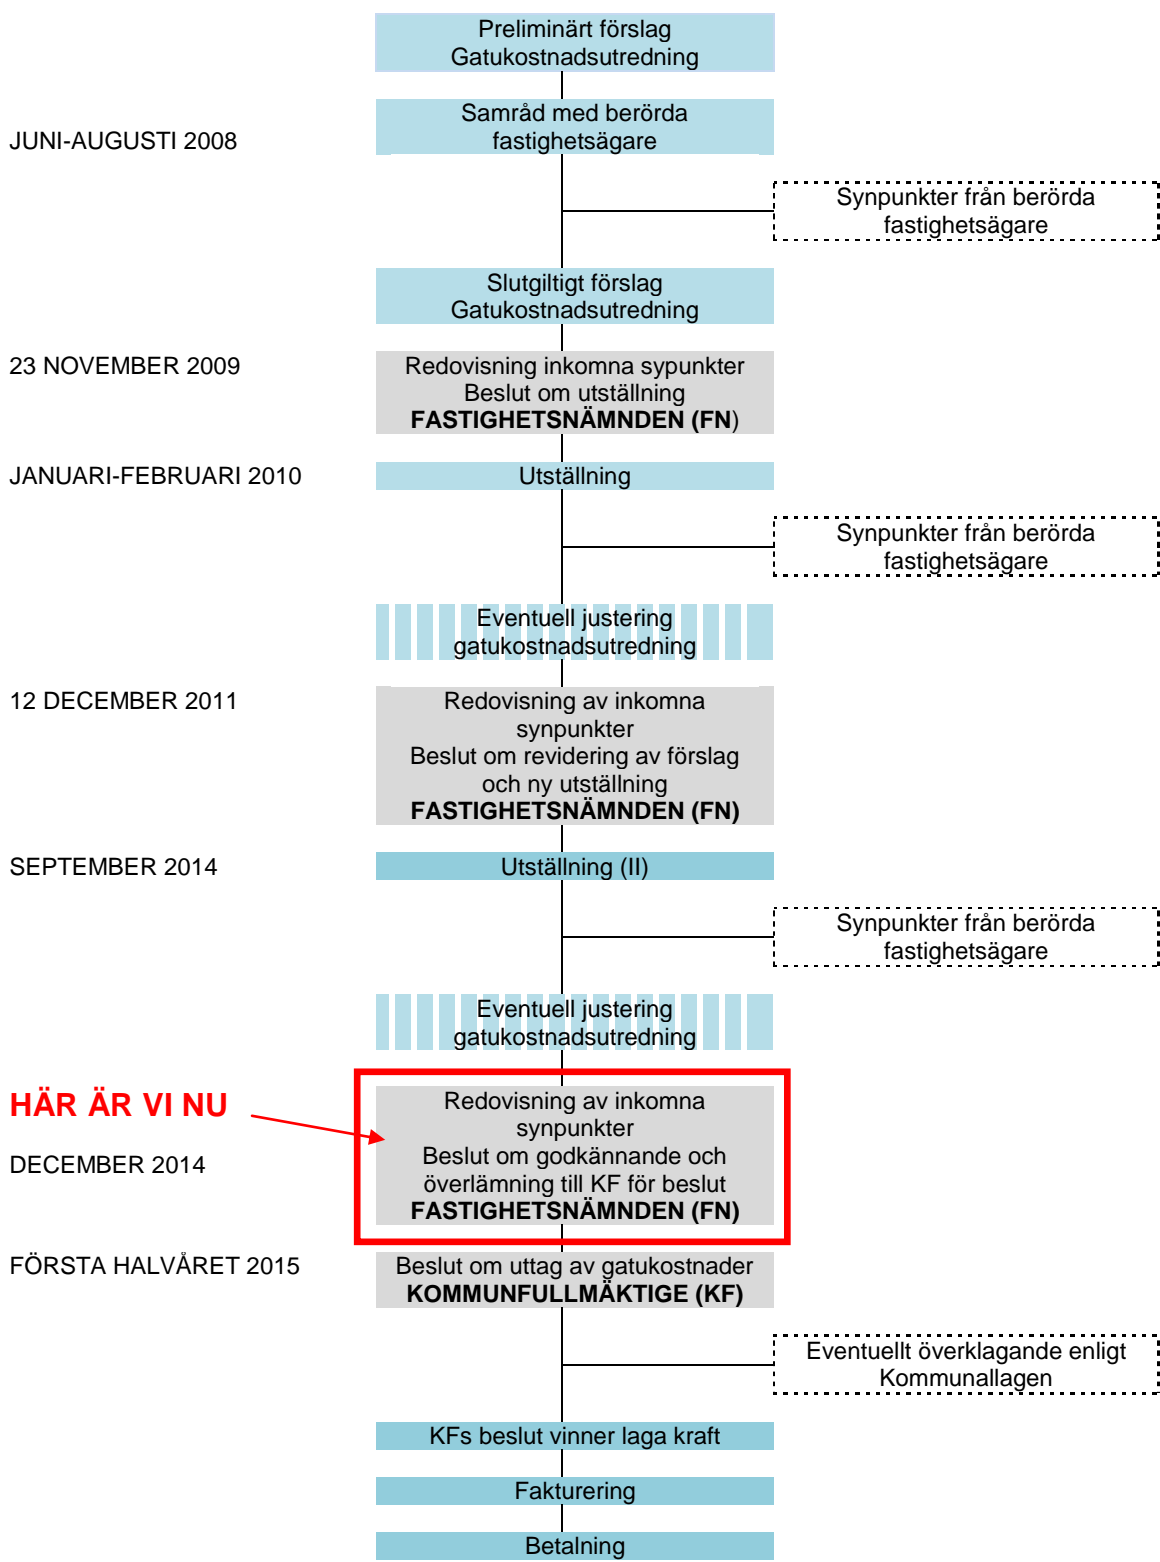 Preliminärt förslag
Gatukostnadsutredning
JUNI-AUGUSTI 2008
Samråd med berörda
fastighetsägare
Synpunkter från berörda
fastighetsägare
Slutgiltigt förslag
Gatukostnadsutredning
23 NOVEMBER 2009
Redovisning inkomna sypunkter
Beslut om utställning
FASTIGHETSNÄMNDEN (FN)
JANUARI-FEBRUARI 2010
Utställning
Synpunkter från berörda
fastighetsägare
Eventuell justering
gatukostnadsutredning
12 DECEMBER 2011
Redovisning av inkomna
synpunkter
Beslut om revidering av förslag
och ny utställning
FASTIGHETSNÄMNDEN (FN)
SEPTEMBER 2014
Utställning (II)
Synpunkter från berörda
fastighetsägare
Eventuell justering
gatukostnadsutredning
HÄR ÄR VI NU
DECEMBER 2014
Redovisning av inkomna
synpunkter
Beslut om godkännande och
överlämning till KF för beslut
FASTIGHETSNÄMNDEN (FN)
FÖRSTA HALVÅRET 2015
Beslut om uttag av gatukostnader
KOMMUNFULLMÄKTIGE (KF)
Eventuellt överklagande enligt
Kommunallagen
KFs beslut vinner laga kraft
Fakturering
Betalning